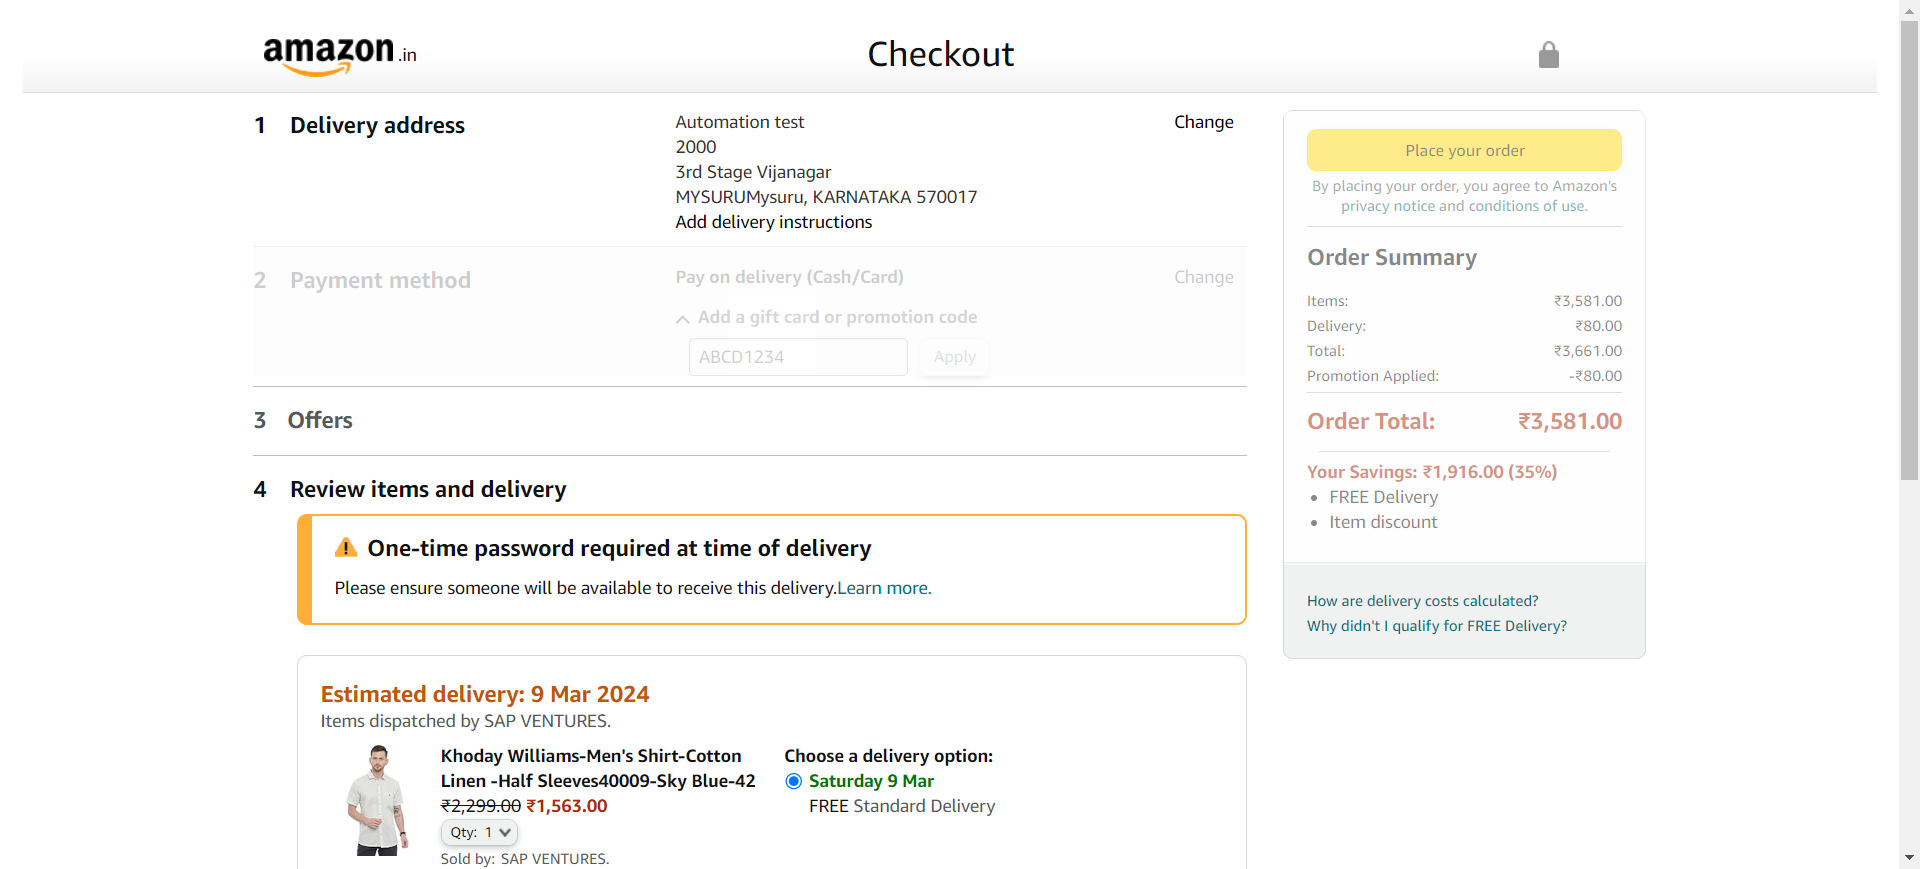 amazon.in
Checkout
1 Delivery address
Automation test
2000
3rd Stage Vijanagar
MYSURUMysuru, KARNATAKA 570017
Add delivery instructions
Change
2 Payment method
Pay on delivery (Cash/Card)
Change
Add a gift card or promotion code
ABCD1234
Apply
3 Offers
4 Review items and delivery
One-time password required at time of delivery
Please ensure someone will be available to receive this delivery.Learn more.
Estimated delivery: 9 Mar 2024
Items dispatched by SAP VENTURES.
Khoday Williams-Men's Shirt-Cotton
Linen -Half Sleeves40009-Sky Blue-42
₹2,299.00 ₹1,563.00
Qty: 1
Sold by: SAP VENTURES.
Choose a delivery option:
Saturday 9 Mar
FREE Standard Delivery
Place your order
By placing your order, you agree to Amazon's
privacy notice and conditions of use.
Order Summary
Items: ₹3,581.00
Delivery: ₹80.00
Total: ₹3,661.00
Promotion Applied: -₹80.00
Order Total: ₹3,581.00
Your Savings: ₹1,916.00 (35%)
FREE Delivery
Item discount
How are delivery costs calculated?
Why didn't I qualify for FREE Delivery?